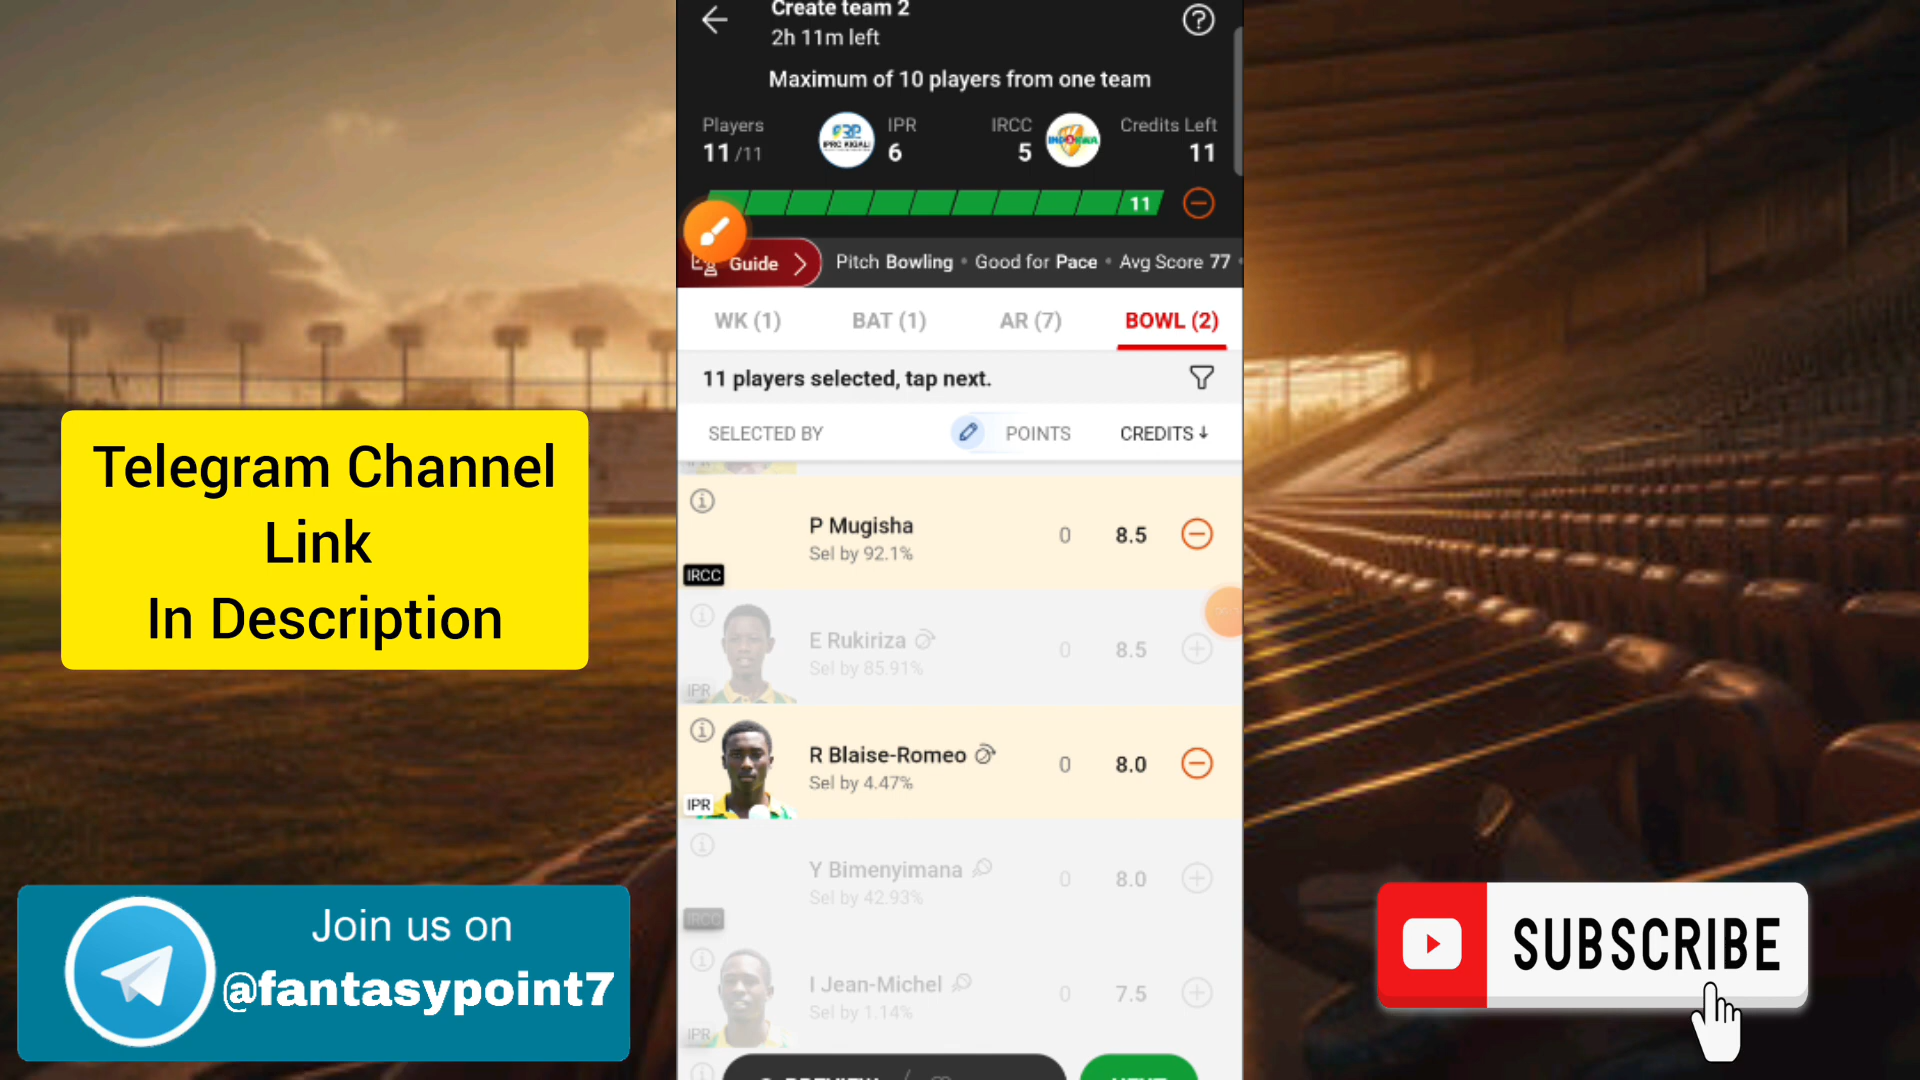 Create team 2
2h 11m left
Maximum of 10 players from one team
Players
11/11
IPR
6
IRCC
5
Credits Left
11
11
Guide
Pitch Bowling • Good for Pace • Avg Score 77
WK (1)
BAT (1)
AR (7)
BOWL (2)
11 players selected, tap next.
SELECTED BY
POINTS
CREDITS↓
P Mugisha
Sel by 92.1%
0
8.5
IRCC
E Rukiriza
Sel by 85.91%
0
8.5
IPR
R Blaise-Romeo
Sel by 4.47%
0
8.0
IPR
Y Bimenyimana
Sel by 42.93%
0
8.0
IRCC
I Jean-Michel
Sel by 1.14%
0
7.5
IPR
Telegram Channel
Link
In Description
Join us on
@fantasypoint7
SUBSCRIBE